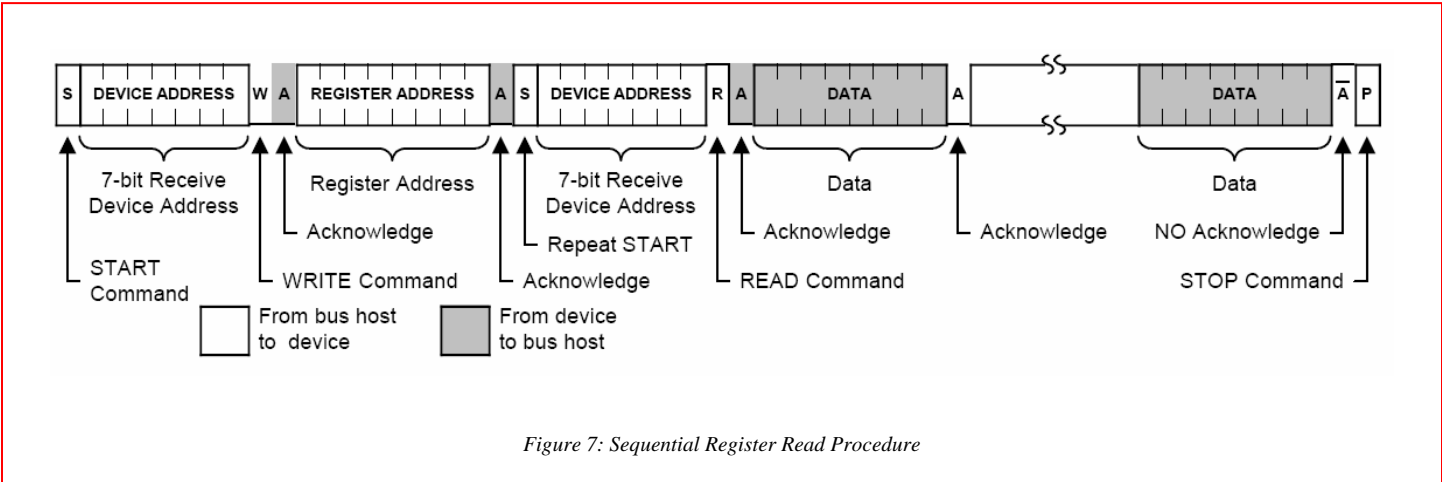 S DEVICE ADDRESS W A REGISTER ADDRESS A S DEVICE ADDRESS R A DATA A DATA A̅ P
7-bit Receive
Device Address
Register Address
7-bit Receive
Device Address
Data
Data
Acknowledge
Repeat START
Acknowledge
Acknowledge
NO Acknowledge
START
Command
WRITE Command
Acknowledge
READ Command
STOP Command
From bus host
to device
From device
to bus host
Figure 7: Sequential Register Read Procedure